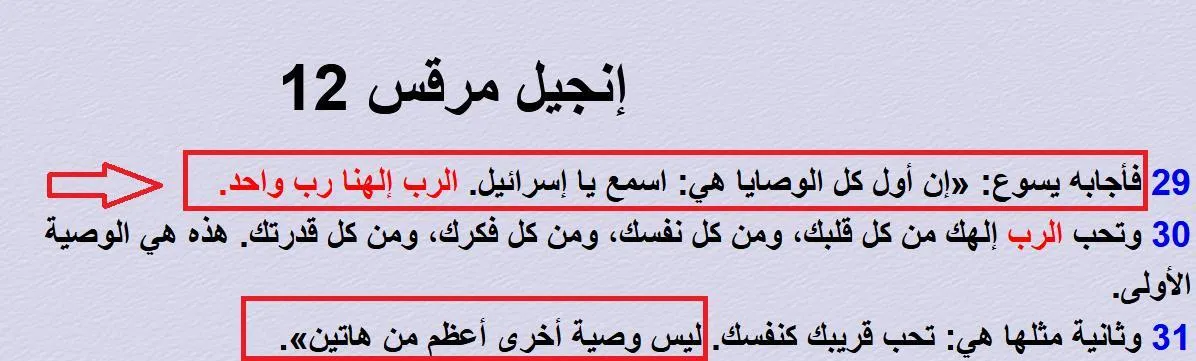 إنجيل مرقس 12
29 فأجابه يسوع: «إن أول كل الوصايا هي: اسمع يا إسرائيل. الرب إلهنا رب واحد.
30 وتحب الرب إلهك من كل قلبك، ومن كل نفسك، ومن كل فكرك، ومن كل قدرتك. هذه هي الوصية
الأولى.
31 وثانية مثلها هي: تحب قريبك كنفسك. ليس وصية أخرى أعظم من هاتين».